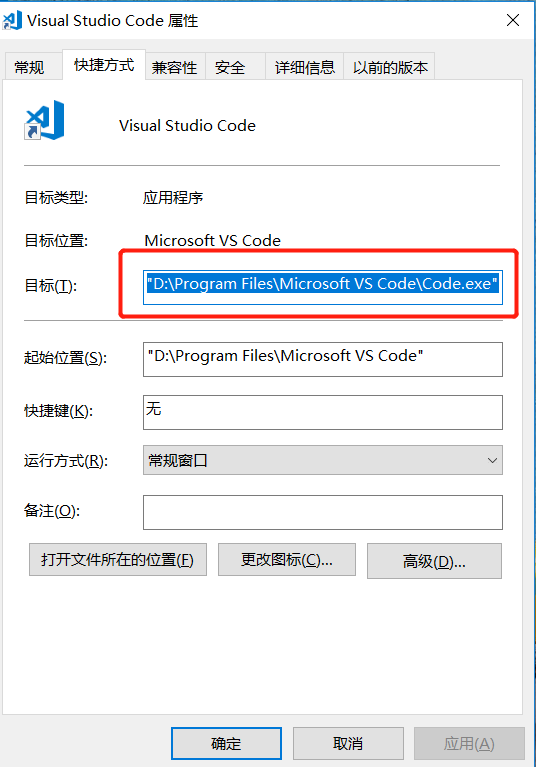 Visual Studio Code 属性
常规 快捷方式 兼容性 安全 详细信息 以前的版本
Visual Studio Code
目标类型: 应用程序
目标位置: Microsoft VS Code
目标(T): "D:\Program Files\Microsoft VS Code\Code.exe"
起始位置(S): "D:\Program Files\Microsoft VS Code"
快捷键(K): 无
运行方式(R): 常规窗口
备注(O):
打开文件所在的位置(F) 更改图标(C)... 高级(D)...
确定 取消 应用(A)